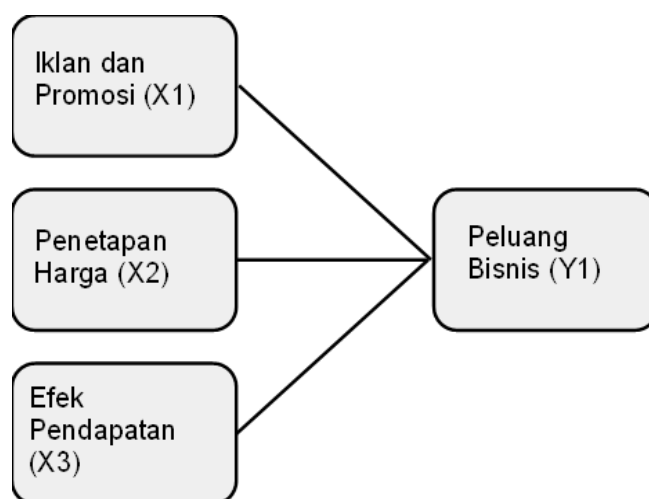 Iklan dan
Promosi (X1)
Penetapan
Harga (X2)
Peluang
Bisnis (Y1)
Efek
Pendapatan
(X3)